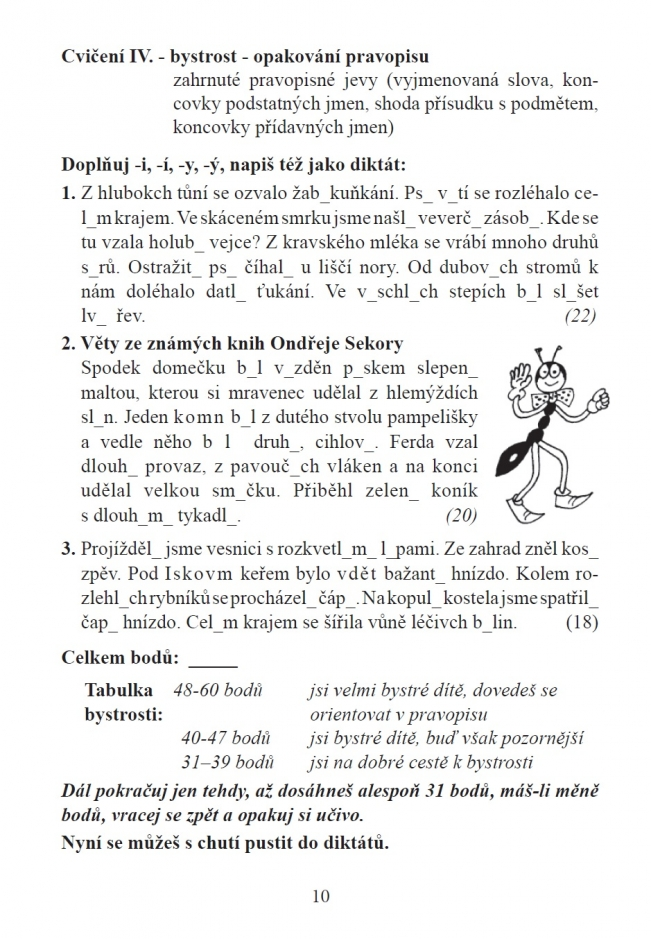 Cvičení IV. - bystrost - opakování pravopisu
zahrnuté pravopisné jevy (vyjmenovaná slova, kon-
covky podstatných jmen, shoda přísudku s podmětem,
koncovky přídavných jmen)
Doplňuj -i, -í, -y, -ý, napiš též jako diktát:
1. Z hlubokch tůní se ozvalo žab_ kuňkání. Ps_ v_tí se rozléhalo ce-
l_m krajem. Ve skáceném smrku jsme našl_ veverč_ zásob_. Kde se
tu vzala holub_ vejce? Z kravského mléka se vrábí mnoho druhů
s_rů. Ostražit_ ps_ číhal_ u liščí nory. Od dubov_ch stromů k
nám doléhalo datl_ ťukání. Ve v_schl_ch stepích b_l sl_šet
lv_ řev. (22)
2. Věty ze známých knih Ondřeje Sekory
Spodek domečku b_l v_zděn p_skem slepen_
maltou, kterou si mravenec udělal z hlemýždích
sl_n. Jeden komn b_l z dutého stvolu pampelišky
a vedle něho b l druh_, cihlov_. Ferda vzal
dlouh_ provaz, z pavouč_ch vláken a na konci
udělal velkou sm_čku. Přiběhl zelen_ koník
s dlouh_m_ tykadl_. (20)
3. Projížděl_ jsme vesnici s rozkvetl_m_ l_pami. Ze zahrad zněl kos_
zpěv. Pod Iskovm keřem bylo vdět bažant_ hnízdo. Kolem ro-
zlehl_ch rybníků se procházel_ čáp_. Na kopul_ kostela jsme spatřil_
čap_ hnízdo. Cel_m krajem se šířila vůně léčivch b_lin. (18)
Celkem bodů: _____
Tabulka 48-60 bodů jsi velmi bystré dítě, dovedeš se
bystrosti: orientovat v pravopisu
40-47 bodů jsi bystré dítě, buď však pozornější
31–39 bodů jsi na dobré cestě k bystrosti
Dál pokračuj jen tehdy, až dosáhneš alespoň 31 bodů, máš-li méně
bodů, vracej se zpět a opakuj si učivo.
Nyní se můžeš s chutí pustit do diktátů.
10